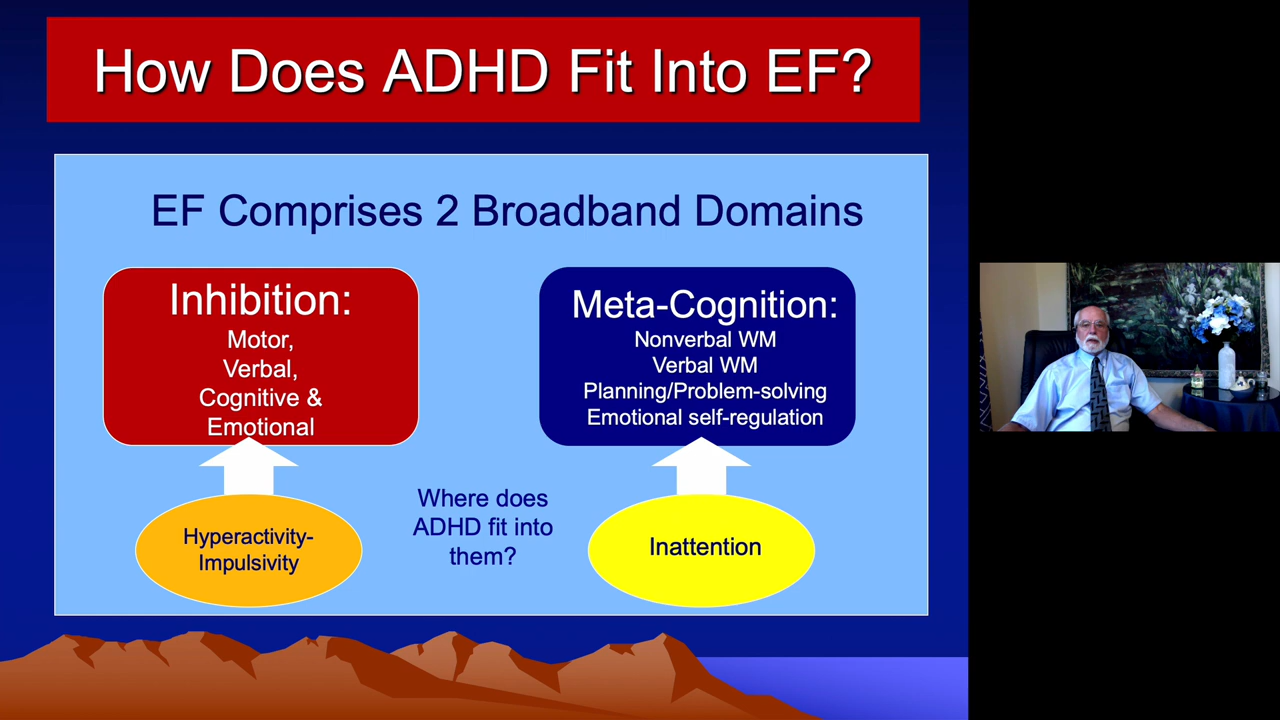 How Does ADHD Fit Into EF?
EF Comprises 2 Broadband Domains
Inhibition:
Motor,
Verbal,
Cognitive &
Emotional
Meta-Cognition:
Nonverbal WM
Verbal WM
Planning/Problem-solving
Emotional self-regulation
Hyperactivity-
Impulsivity
Where does
ADHD fit into
them?
Inattention